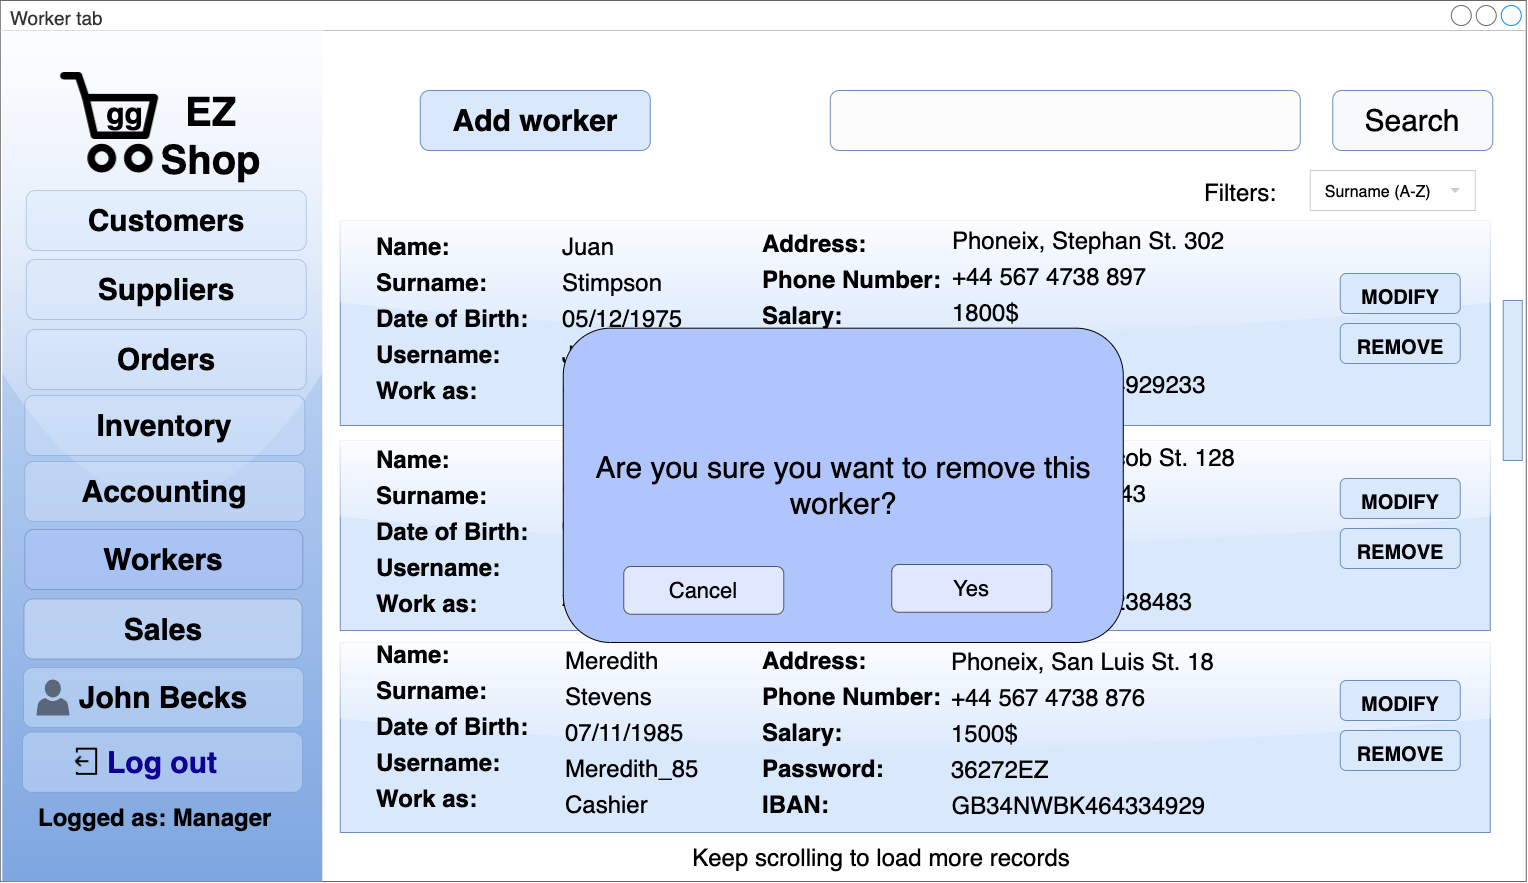 Worker tab
gg EZ
Shop
Customers
Suppliers
Orders
Inventory
Accounting
Workers
Sales
John Becks
Log out
Logged as: Manager
Add worker
Search
Filters: Surname (A-Z)
Name: Juan Address: Phoneix, Stephan St. 302
Surname: Stimpson Phone Number: +44 567 4738 897
Date of Birth: 05/12/1975 Salary: 1800$
Username:
Work as: 929233
MODIFY
REMOVE
Name: ob St. 128
Surname: 43
Date of Birth:
Username:
Work as: 238483
MODIFY
REMOVE
Are you sure you want to remove this
worker?
Cancel Yes
Name: Meredith Address: Phoneix, San Luis St. 18
Surname: Stevens Phone Number: +44 567 4738 876
Date of Birth: 07/11/1985 Salary: 1500$
Username: Meredith_85 Password: 36272EZ
Work as: Cashier IBAN: GB34NWBK464334929
MODIFY
REMOVE
Keep scrolling to load more records